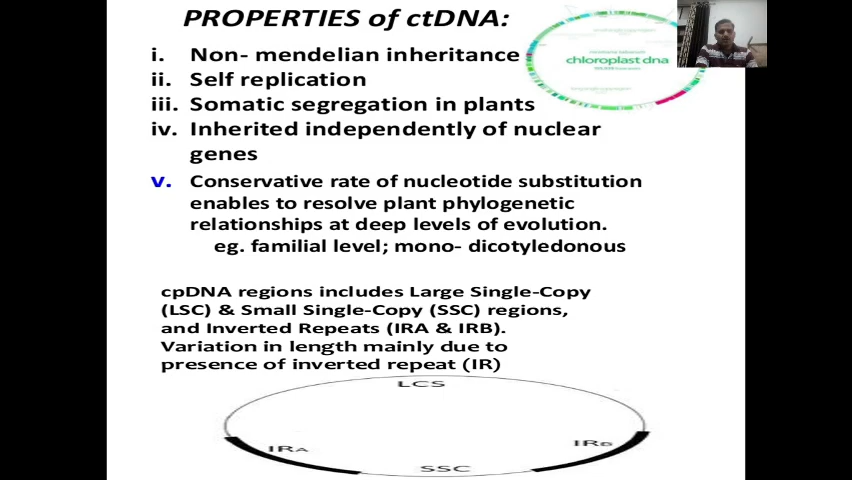 PROPERTIES of ctDNA:
i. Non- mendelian inheritance
ii. Self replication
iii. Somatic segregation in plants
iv. Inherited independently of nuclear
genes
v. Conservative rate of nucleotide substitution
enables to resolve plant phylogenetic
relationships at deep levels of evolution.
eg. familial level; mono- dicotyledonous
chloroplast dna
cpDNA regions includes Large Single-Copy
(LSC) & Small Single-Copy (SSC) regions,
and Inverted Repeats (IRA & IRB).
Variation in length mainly due to
presence of inverted repeat (IR)
LCS
IRA
IRB
SSC